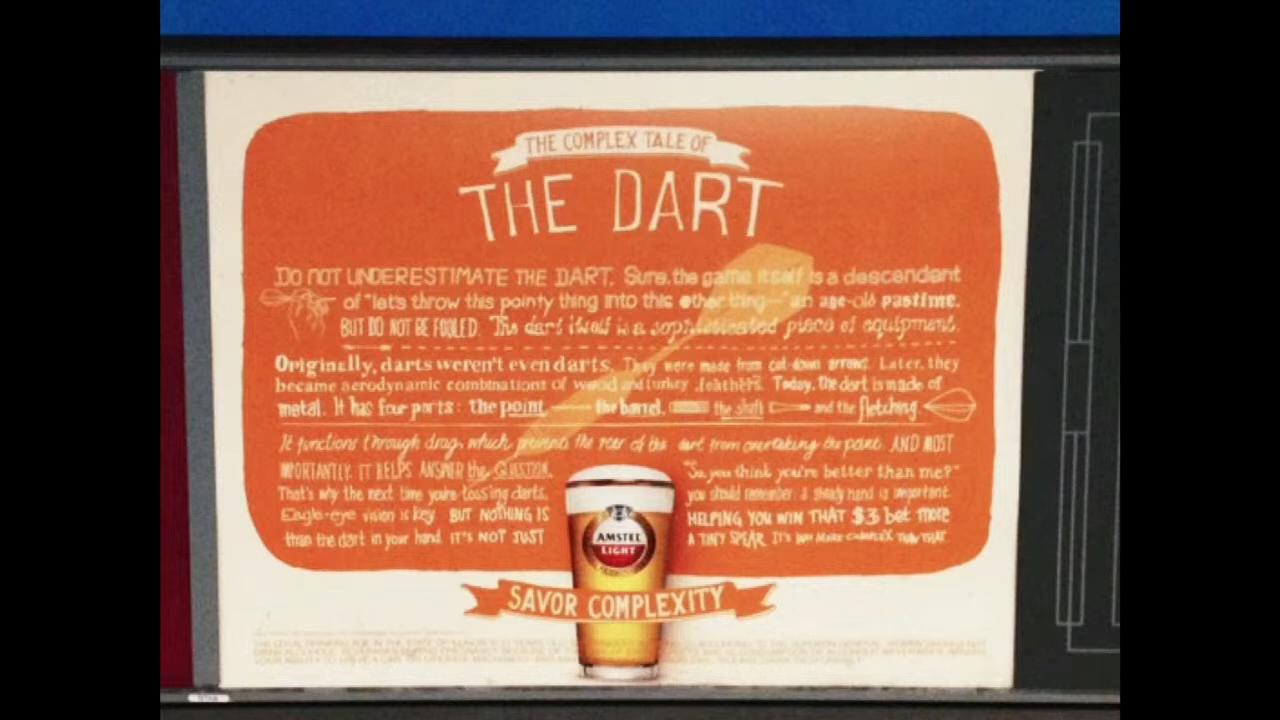 THE COMPLEX TALE OF
THE DART
DO NOT UNDERESTIMATE THE DART. Sure, the game itself is a descendent
of "let's throw this pointy thing into this other thing—" an age-old pastime.
BUT DO NOT BE FOOLED. The dart itself is a sophisticated piece of equipment.
Originally, darts weren't even darts. They were made from cut-down arrows. Later, they
became aerodynamic combinations of wood and turkey feathers. Today, the dart is made of
metal. It has four parts: the point the barrel, the shaft and the fletching.
It functions through drag, which prevents the rear of the dart from overtaking the point. AND MOST
IMPORTANTLY, IT HELPS ANSWER the QUESTION, "So, you think you're better than me?"
That's why the next time you're tossing darts, you should remember: a steady hand is important.
Eagle-eye vision is key. BUT NOTHING IS HELPING YOU WIN THAT $3 bet more
than the dart in your hand. IT'S NOT JUST A TINY SPEAR. IT'S WAY MORE COMPLEX THAN THAT.
AMSTEL
LIGHT
SAVOR COMPLEXITY